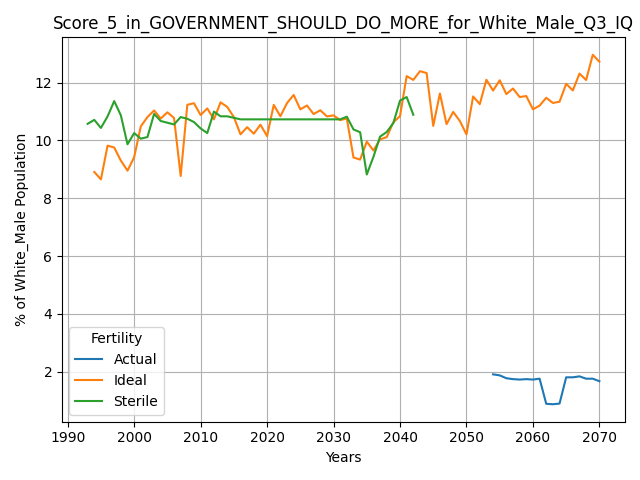 Score_5_in_GOVERNMENT_SHOULD_DO_MORE_for_White_Male_Q3_IQ
% of White_Male Population
12
10
8
6
4
2
Fertility
Actual
Ideal
Sterile
1990 2000 2010 2020 2030 2040 2050 2060 2070
Years